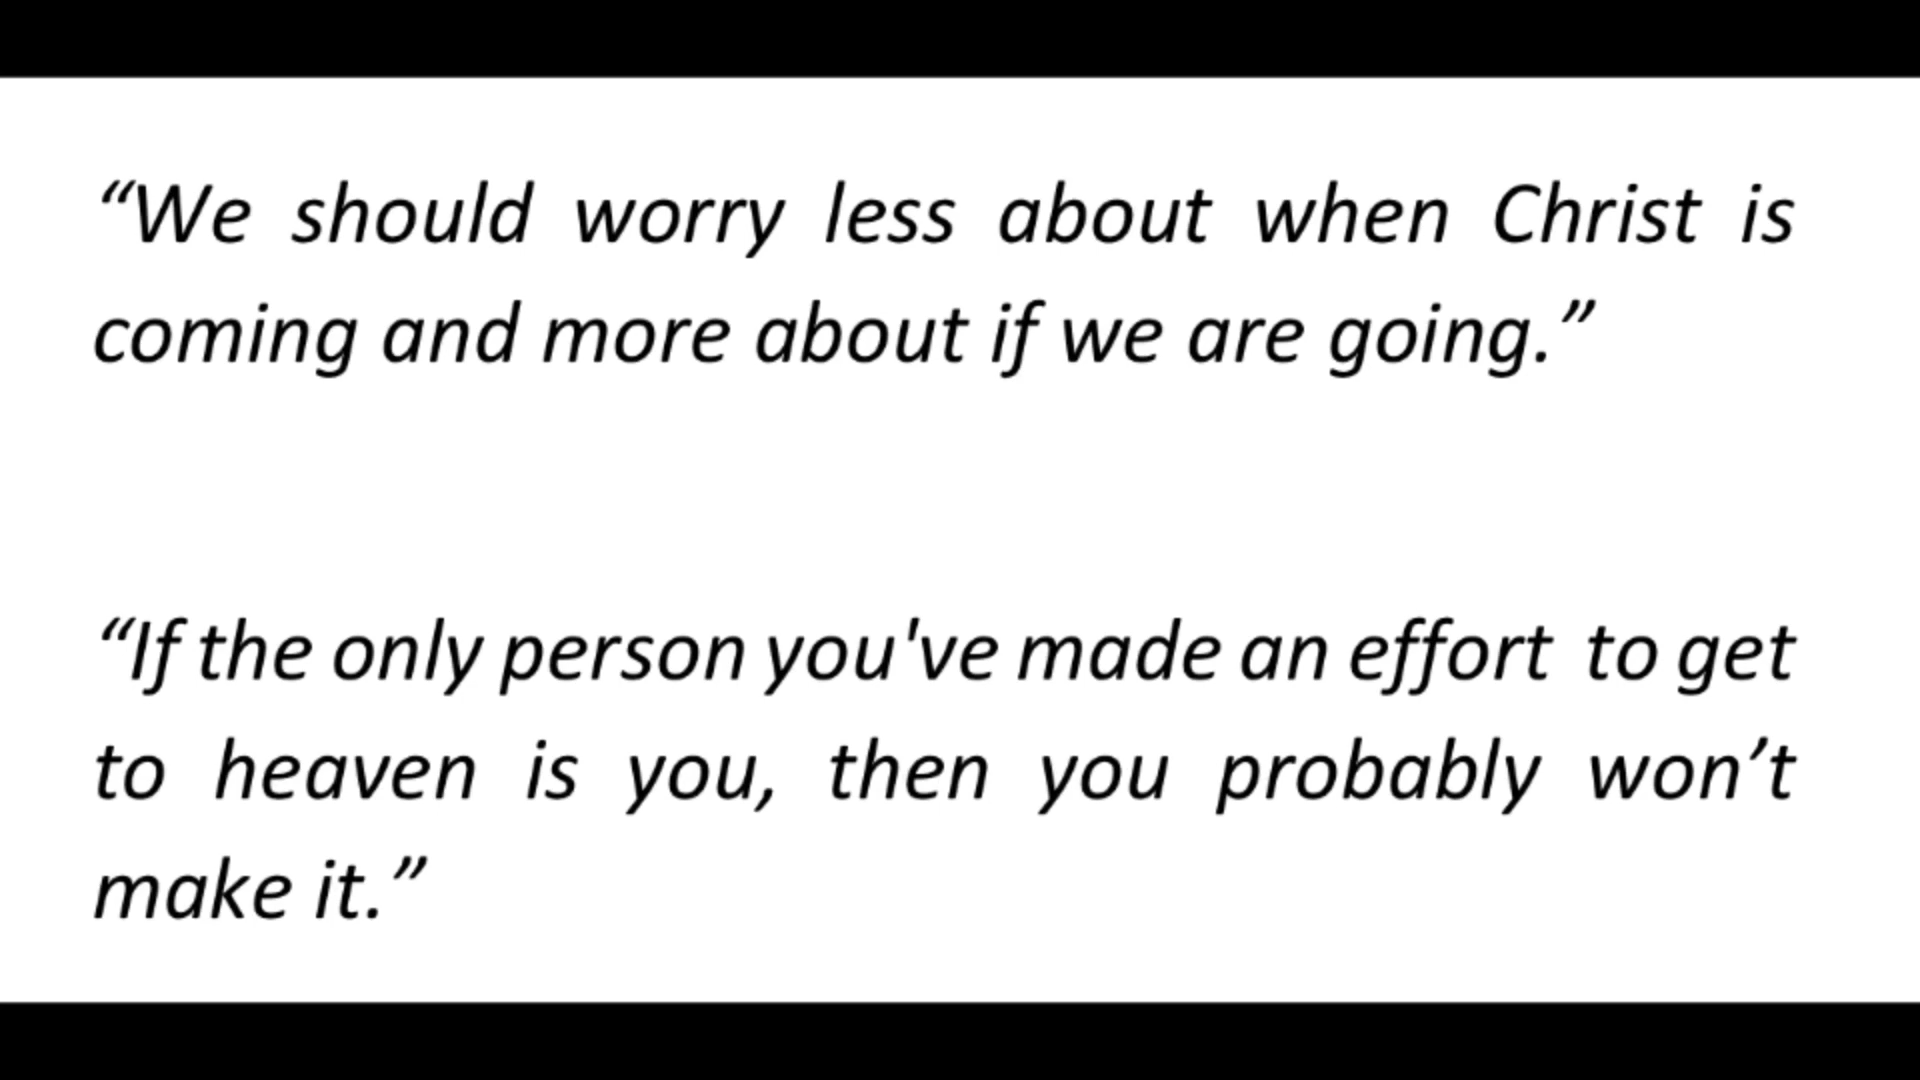 “We should worry less about when Christ is
coming and more about if we are going.”
“If the only person you've made an effort to get
to heaven is you, then you probably won’t
make it.”